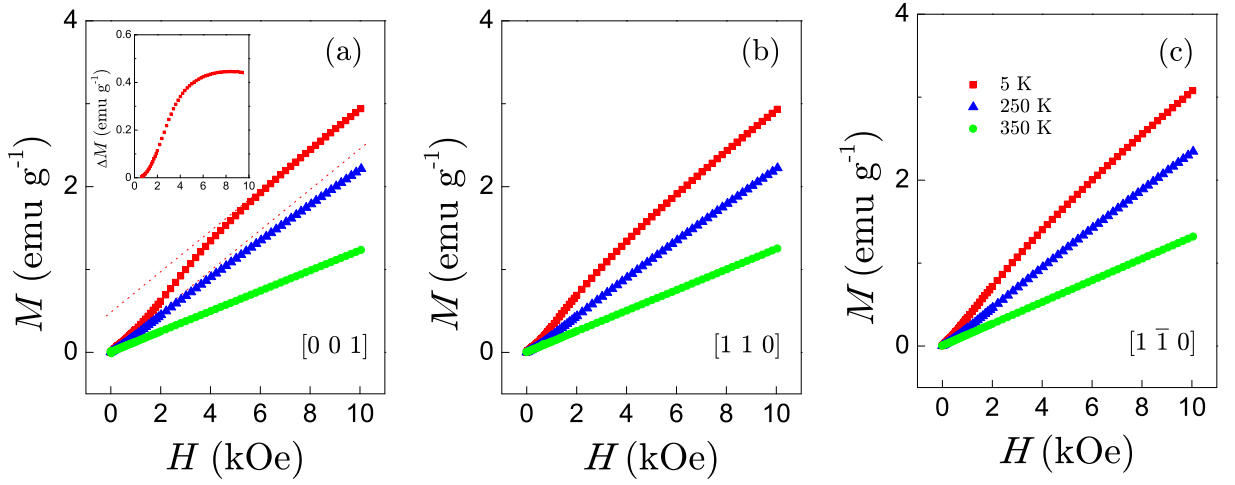 4
2
0
M (emu g⁻¹)
0 2 4 6 8 10
H (kOe)
(a)
[0 0 1]
0.6
0.4
0.2
0
ΔM (emu g⁻¹)
0 2 4 6 8 10
4
2
0
M (emu g⁻¹)
0 2 4 6 8 10
H (kOe)
(b)
[1 1 0]
4
2
0
M (emu g⁻¹)
0 2 4 6 8 10
H (kOe)
(c)
5 K
250 K
350 K
[1 1̅ 0]